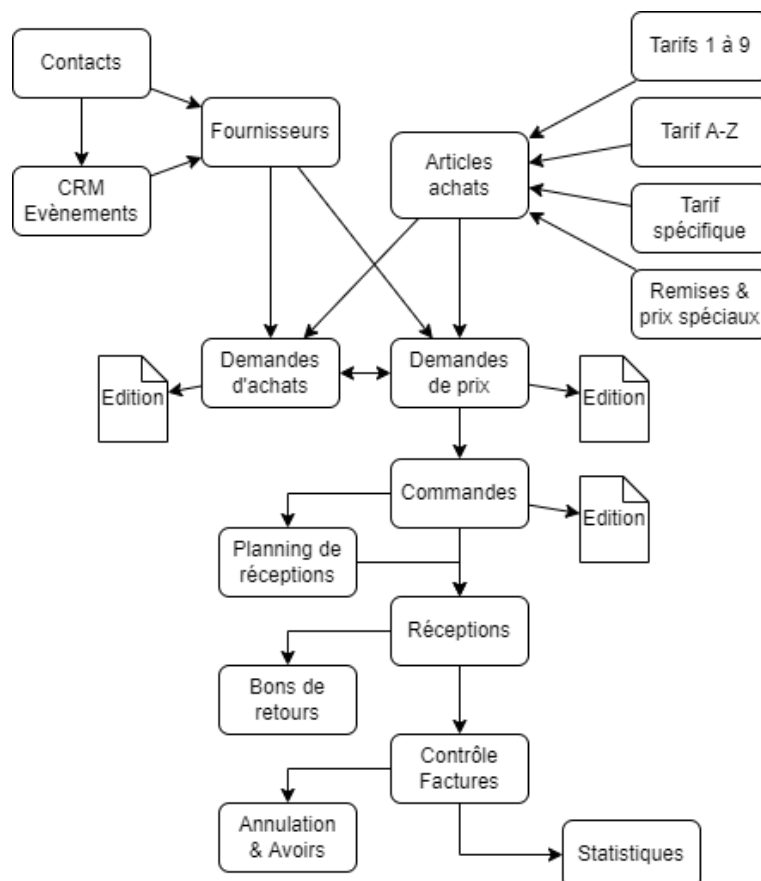 Contacts
Tarifs 1 à 9
Fournisseurs
Tarif A-Z
Articles
achats
CRM
Evènements
Tarif
spécifique
Remises &
prix spéciaux
Edition
Demandes
d'achats
Demandes
de prix
Edition
Commandes
Edition
Planning de
réceptions
Réceptions
Bons de
retours
Contrôle
Factures
Annulation
& Avoirs
Statistiques